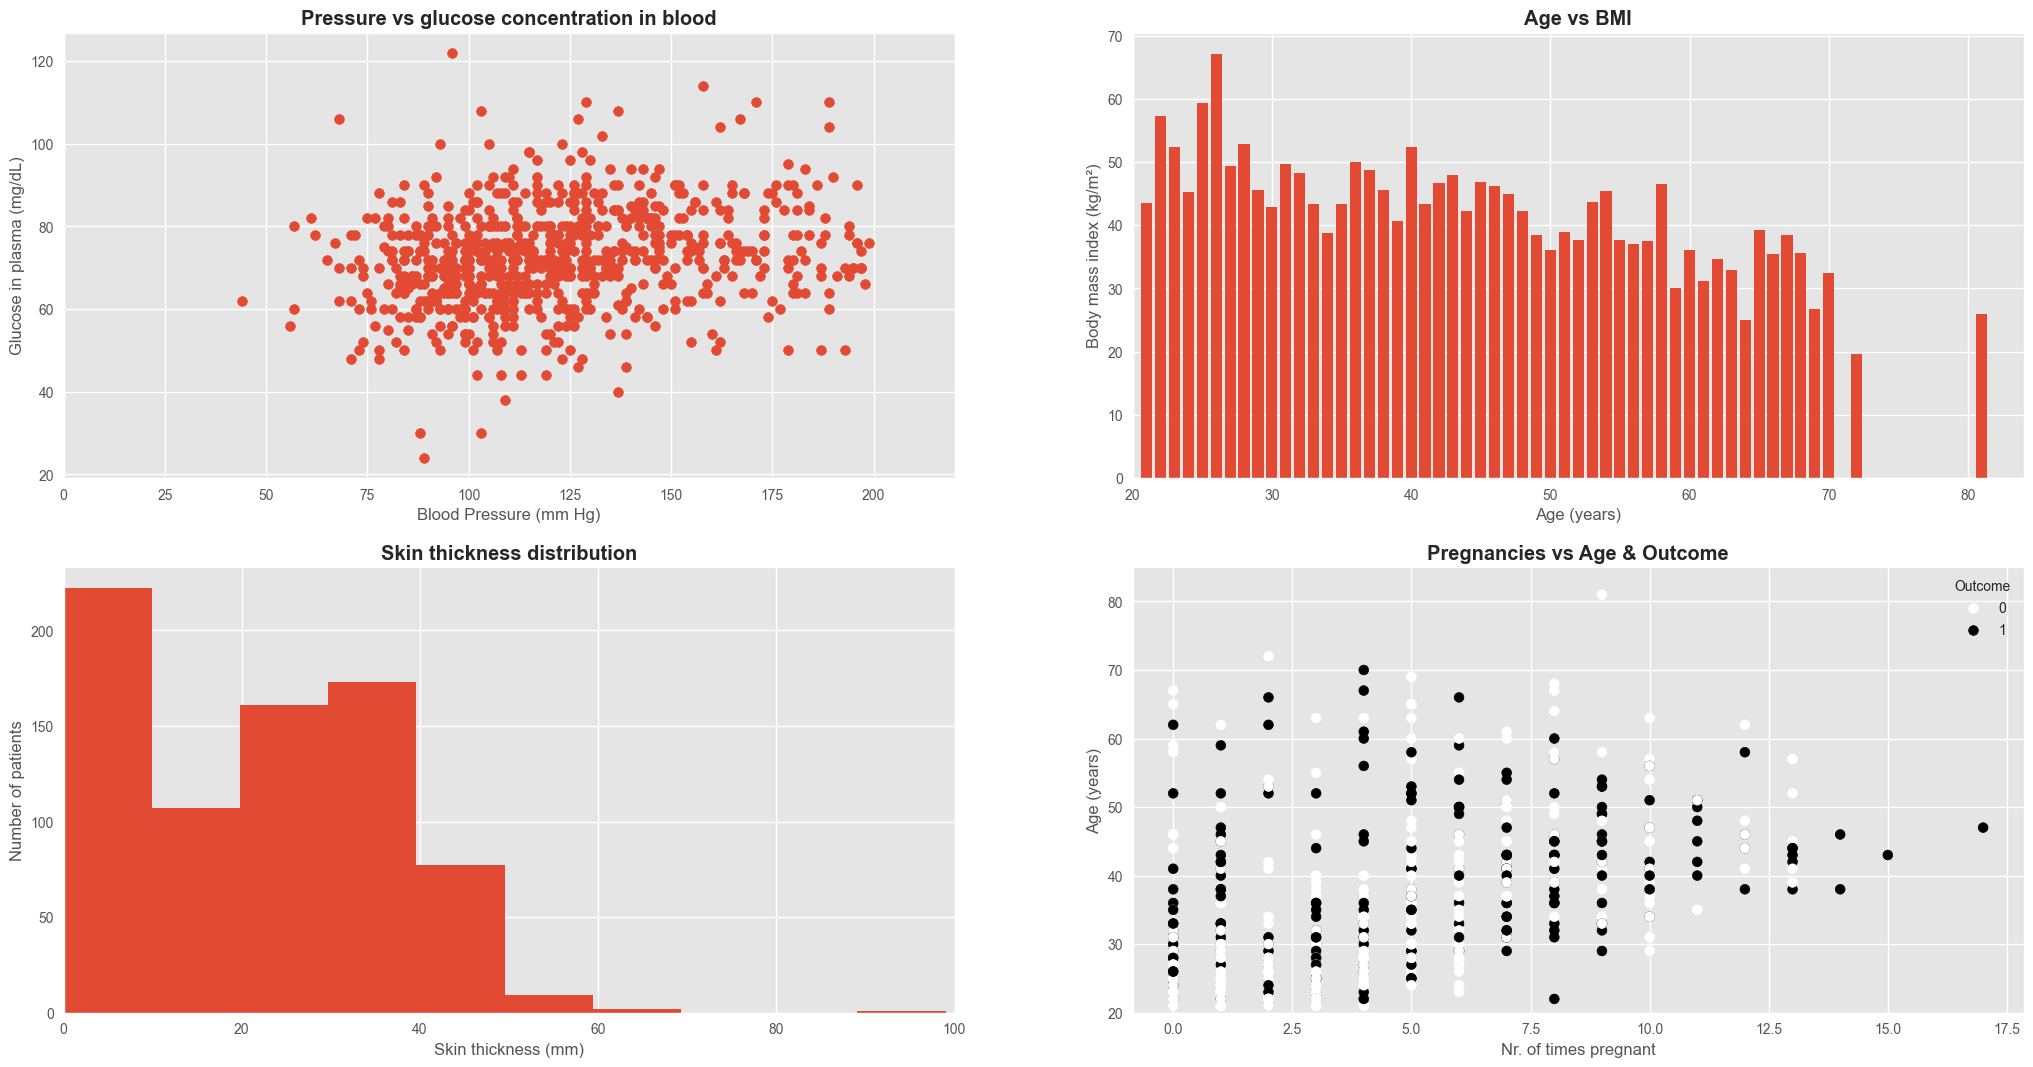 Pressure vs glucose concentration in blood
120
100
80
60
40
20
Glucose in plasma (mg/dL)
0 25 50 75 100 125 150 175 200
Blood Pressure (mm Hg)
Age vs BMI
70
60
50
40
30
20
10
0
Body mass index (kg/m²)
20 30 40 50 60 70 80
Age (years)
Skin thickness distribution
200
150
100
50
0
Number of patients
0 20 40 60 80 100
Skin thickness (mm)
Pregnancies vs Age & Outcome
Outcome
0
1
80
70
60
50
40
30
20
Age (years)
0.0 2.5 5.0 7.5 10.0 12.5 15.0 17.5
Nr. of times pregnant